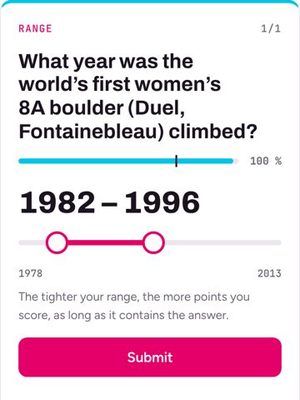 RANGE 1/1
What year was the
world’s first women’s
8A boulder (Duel,
Fontainebleau) climbed?
100 %
1982 – 1996
1978 2013
The tighter your range, the more points you
score, as long as it contains the answer.
Submit